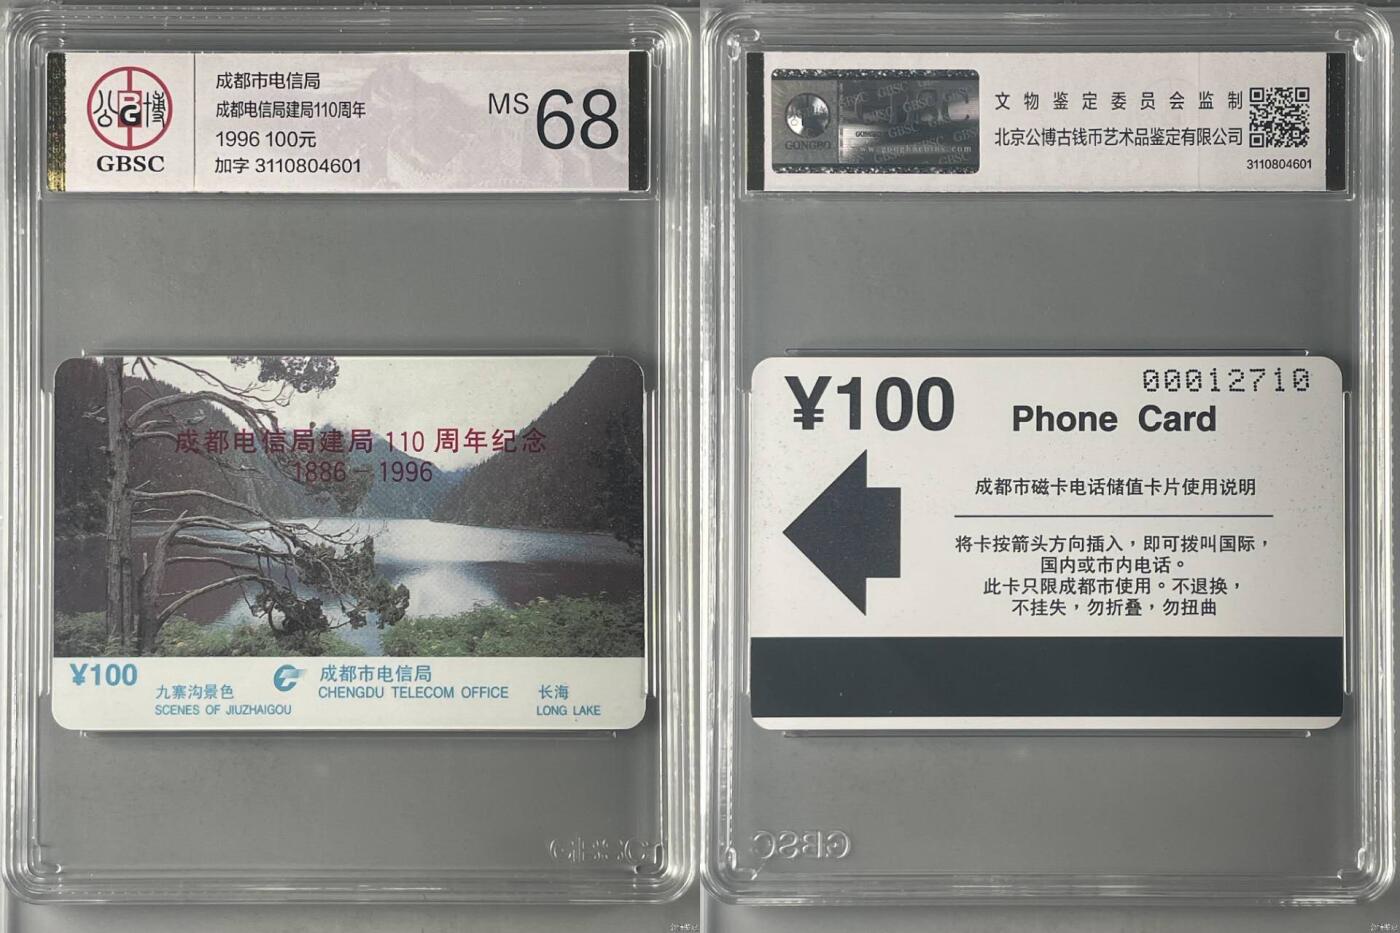 公博
BG
GBSC
成都市电信局
成都电信局建局110周年
1996 100元
加字 3110804601
MS 68
成都电信局建局 110 周年纪念
1886 - 1996
¥100
九寨沟景色
SCENES OF JIUZHAIGOU
成都市电信局
CHENGDU TELECOM OFFICE
长海
LONG LAKE
GONGBO
GBSC
文物鉴定委员会监制
北京公博古钱币艺术品鉴定有限公司
3110804601
¥100
00012710
Phone Card
成都市磁卡电话储值卡片使用说明
将卡按箭头方向插入，即可拨叫国际，
国内或市内电话。
此卡只限成都市使用。不退换，
不挂失，勿折叠，勿扭曲
GBSC